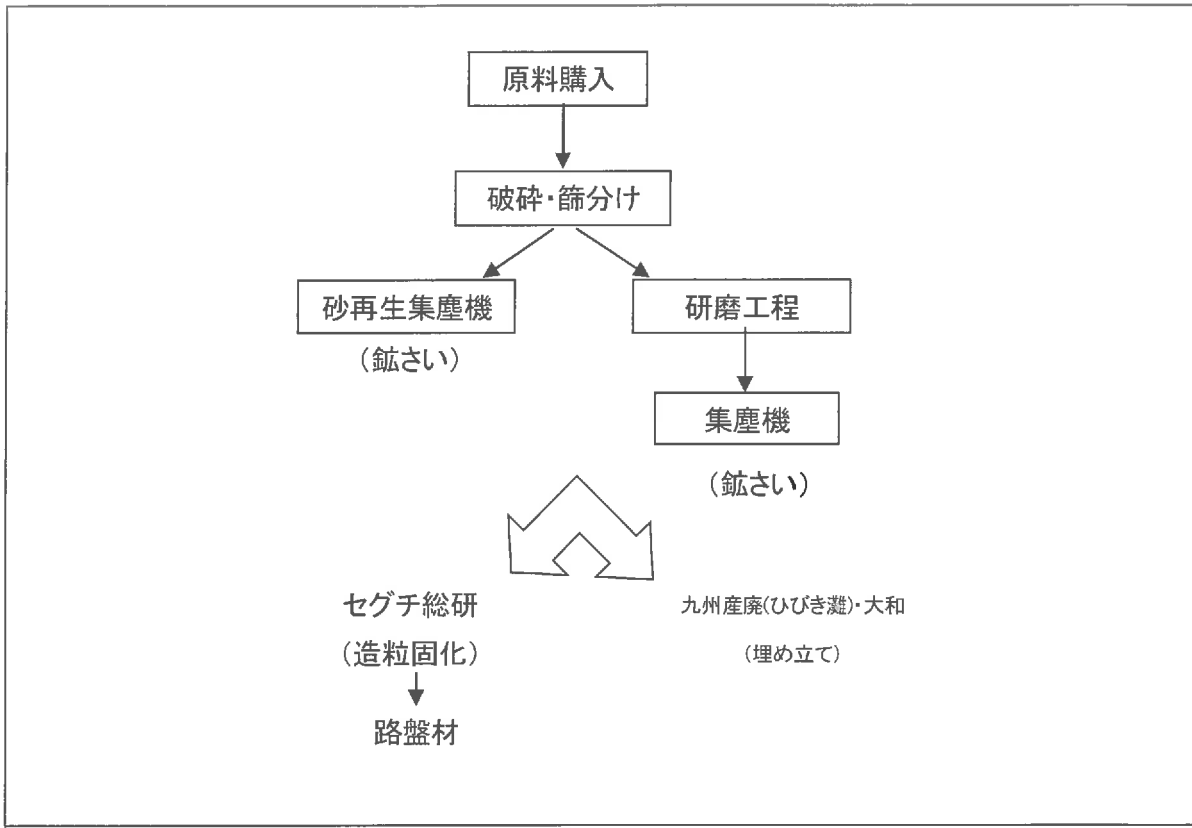 原料購入
破砕・篩分け
砂再生集塵機
(鉱さい)
研磨工程
集塵機
(鉱さい)
セグチ総研
(造粒固化)
路盤材
九州産廃(ひびき灘)・大和
(埋め立て)